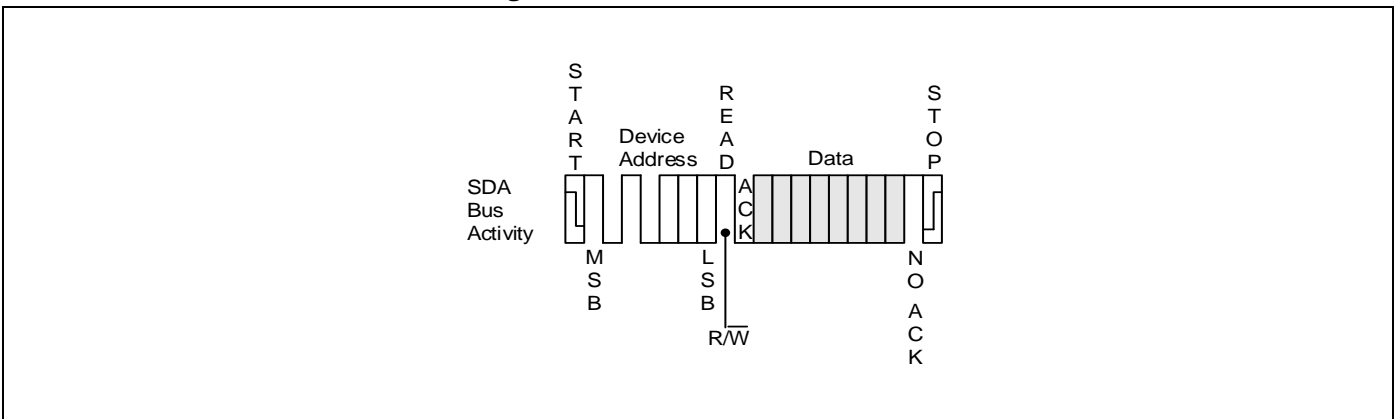 START
Device
Address
READ
Data
STOP
SDA
Bus
Activity
ACK
MSB
LSB
R/W̅
NO ACK